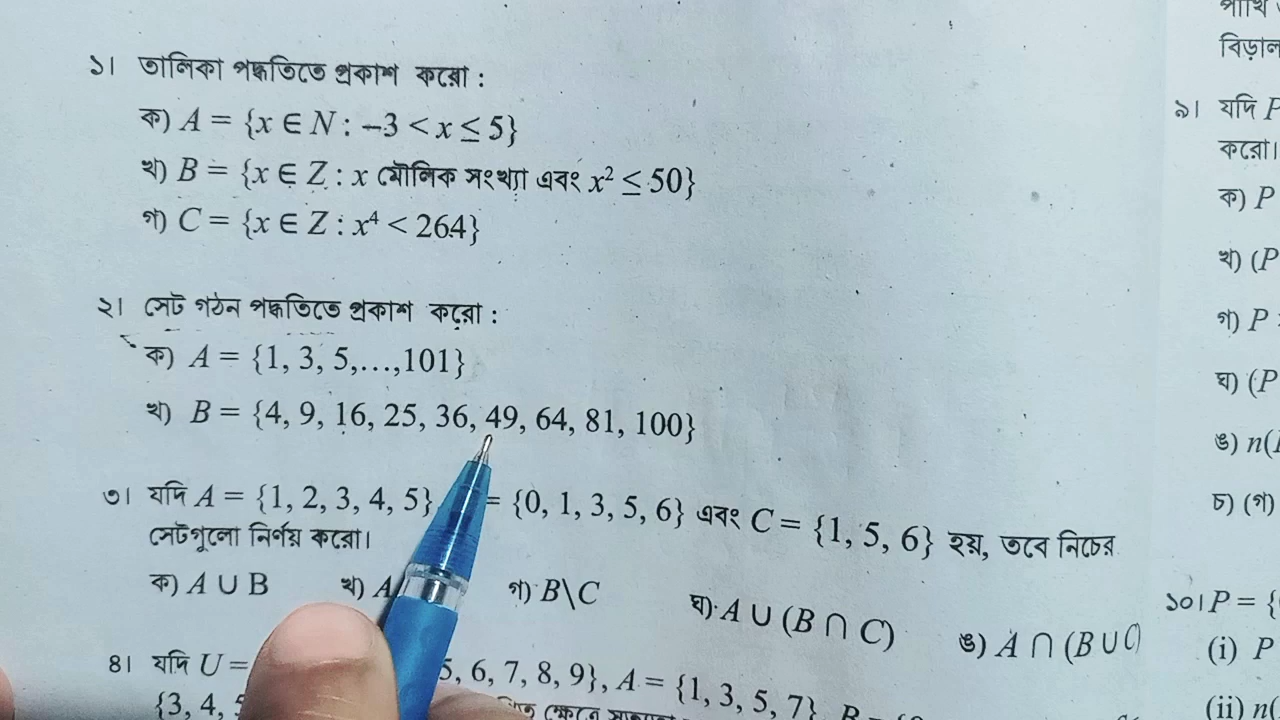 ১। তালিকা পদ্ধতিতে প্রকাশ করো :
ক) A = {x ∈ N : −3 < x ≤ 5}
খ) B = {x ∈ Z : x মৌলিক সংখ্যা এবং x² ≤ 50}
গ) C = {x ∈ Z : x⁴ < 264}
২। সেট গঠন পদ্ধতিতে প্রকাশ করো :
ক) A = {1, 3, 5,...,101}
খ) B = {4, 9, 16, 25, 36, 49, 64, 81, 100}
৩। যদি A = {1, 2, 3, 4, 5} = {0, 1, 3, 5, 6} এবং C = {1, 5, 6} হয়, তবে নিচের
সেটগুলো নির্ণয় করো।
ক) A ∪ B খ) A গ) B\C ঘ) A ∪ (B ∩ C) ঙ) A ∩ (B ∪ C)
৪। যদি U = 5, 6, 7, 8, 9}, A = {1, 3, 5, 7}
{3, 4,
বিড়াল
৯। যদি P
করো।
ক) P
খ) (P
গ) P
ঘ) (P
ঙ) n(
চ) (গ)
১০। P = {
(i) P
(ii) n(